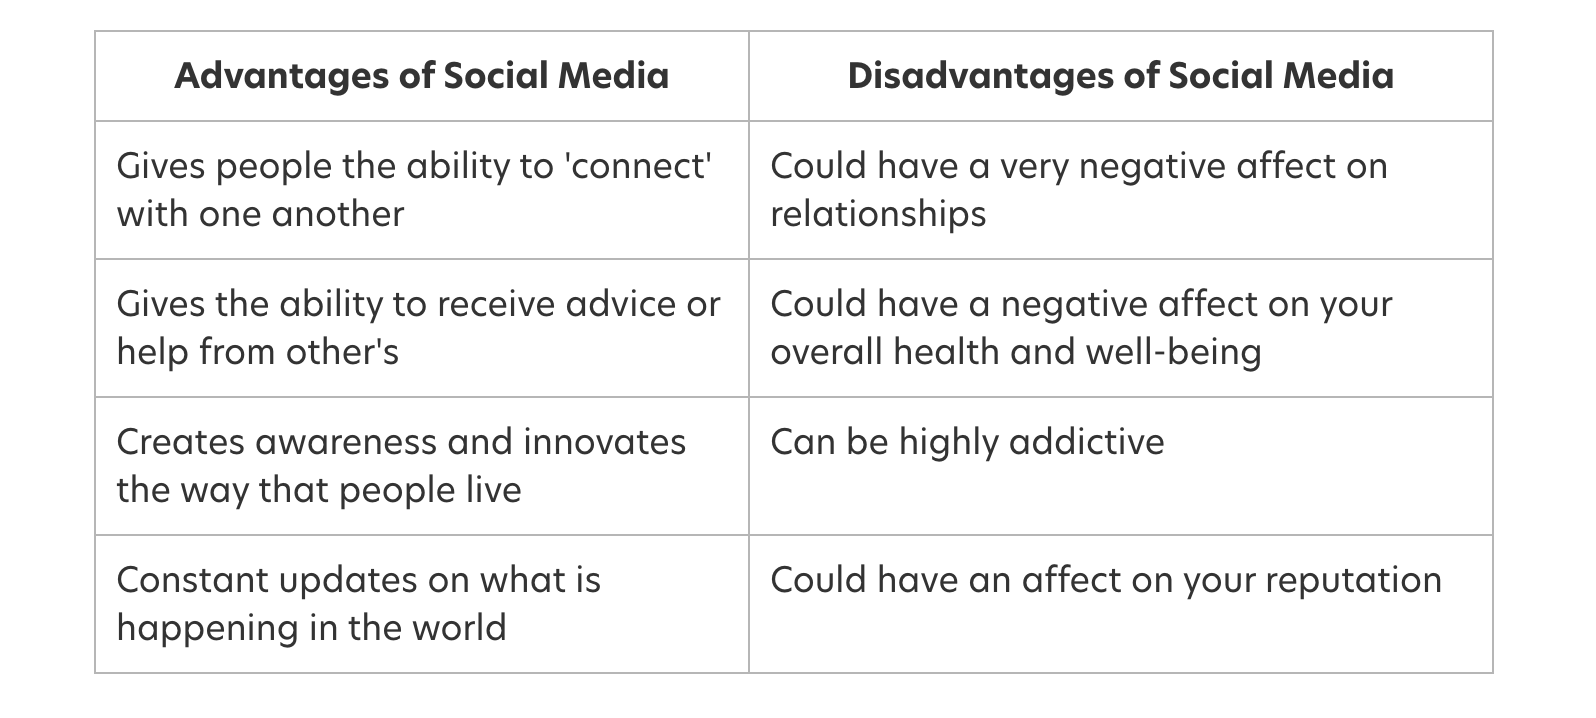 Advantages of Social Media
Disadvantages of Social Media
Gives people the ability to 'connect'
with one another
Could have a very negative affect on
relationships
Gives the ability to receive advice or
help from other's
Could have a negative affect on your
overall health and well-being
Creates awareness and innovates
the way that people live
Can be highly addictive
Constant updates on what is
happening in the world
Could have an affect on your reputation